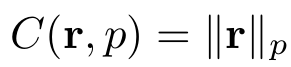 C(𝐫, p) = ‖𝐫‖ₚ